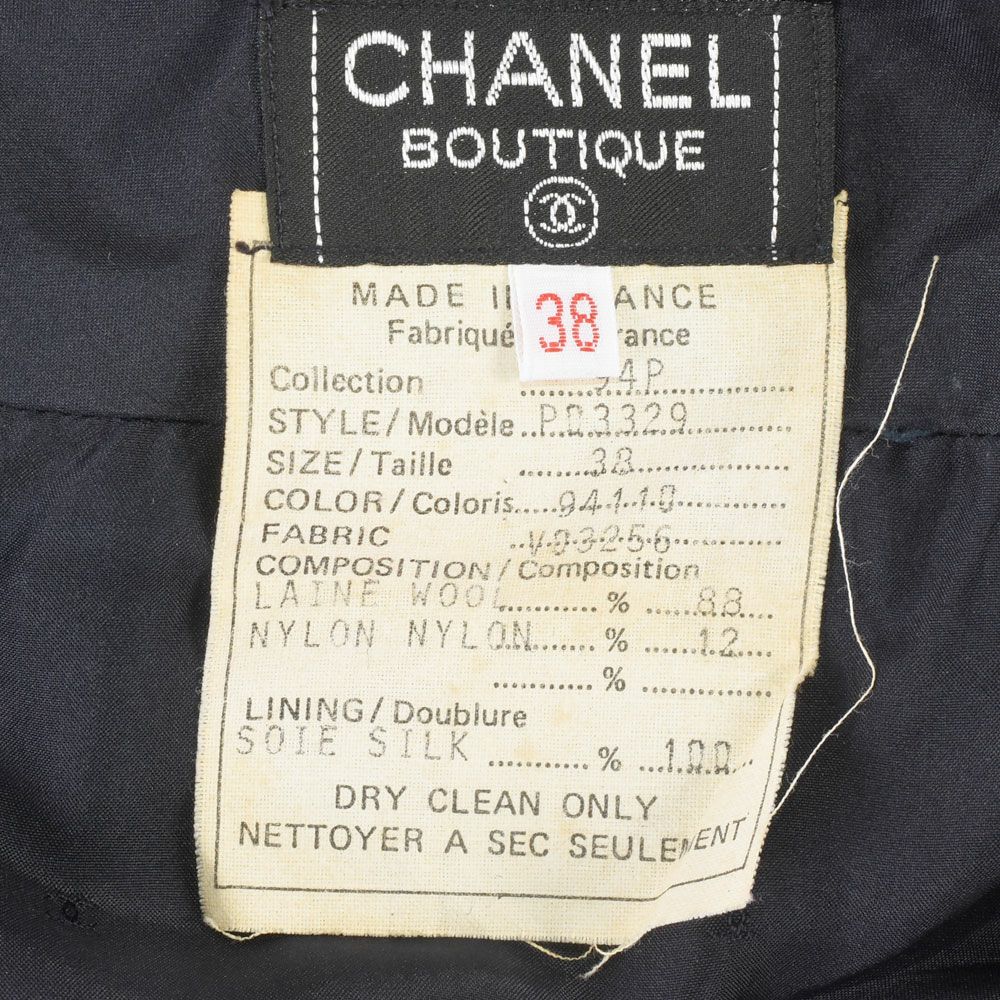 CHANEL
BOUTIQUE
38
MADE I ANCE
Fabriqué rance
Collection 94P
STYLE/Modèle P03329
SIZE/Taille 38
COLOR/Coloris 94110
FABRIC V03256
COMPOSITION/Composition
LAINE WOOL % 88
NYLON NYLON % 12
%
LINING/Doublure
SOIE SILK % 100
DRY CLEAN ONLY
NETTOYER A SEC SEULEMENT